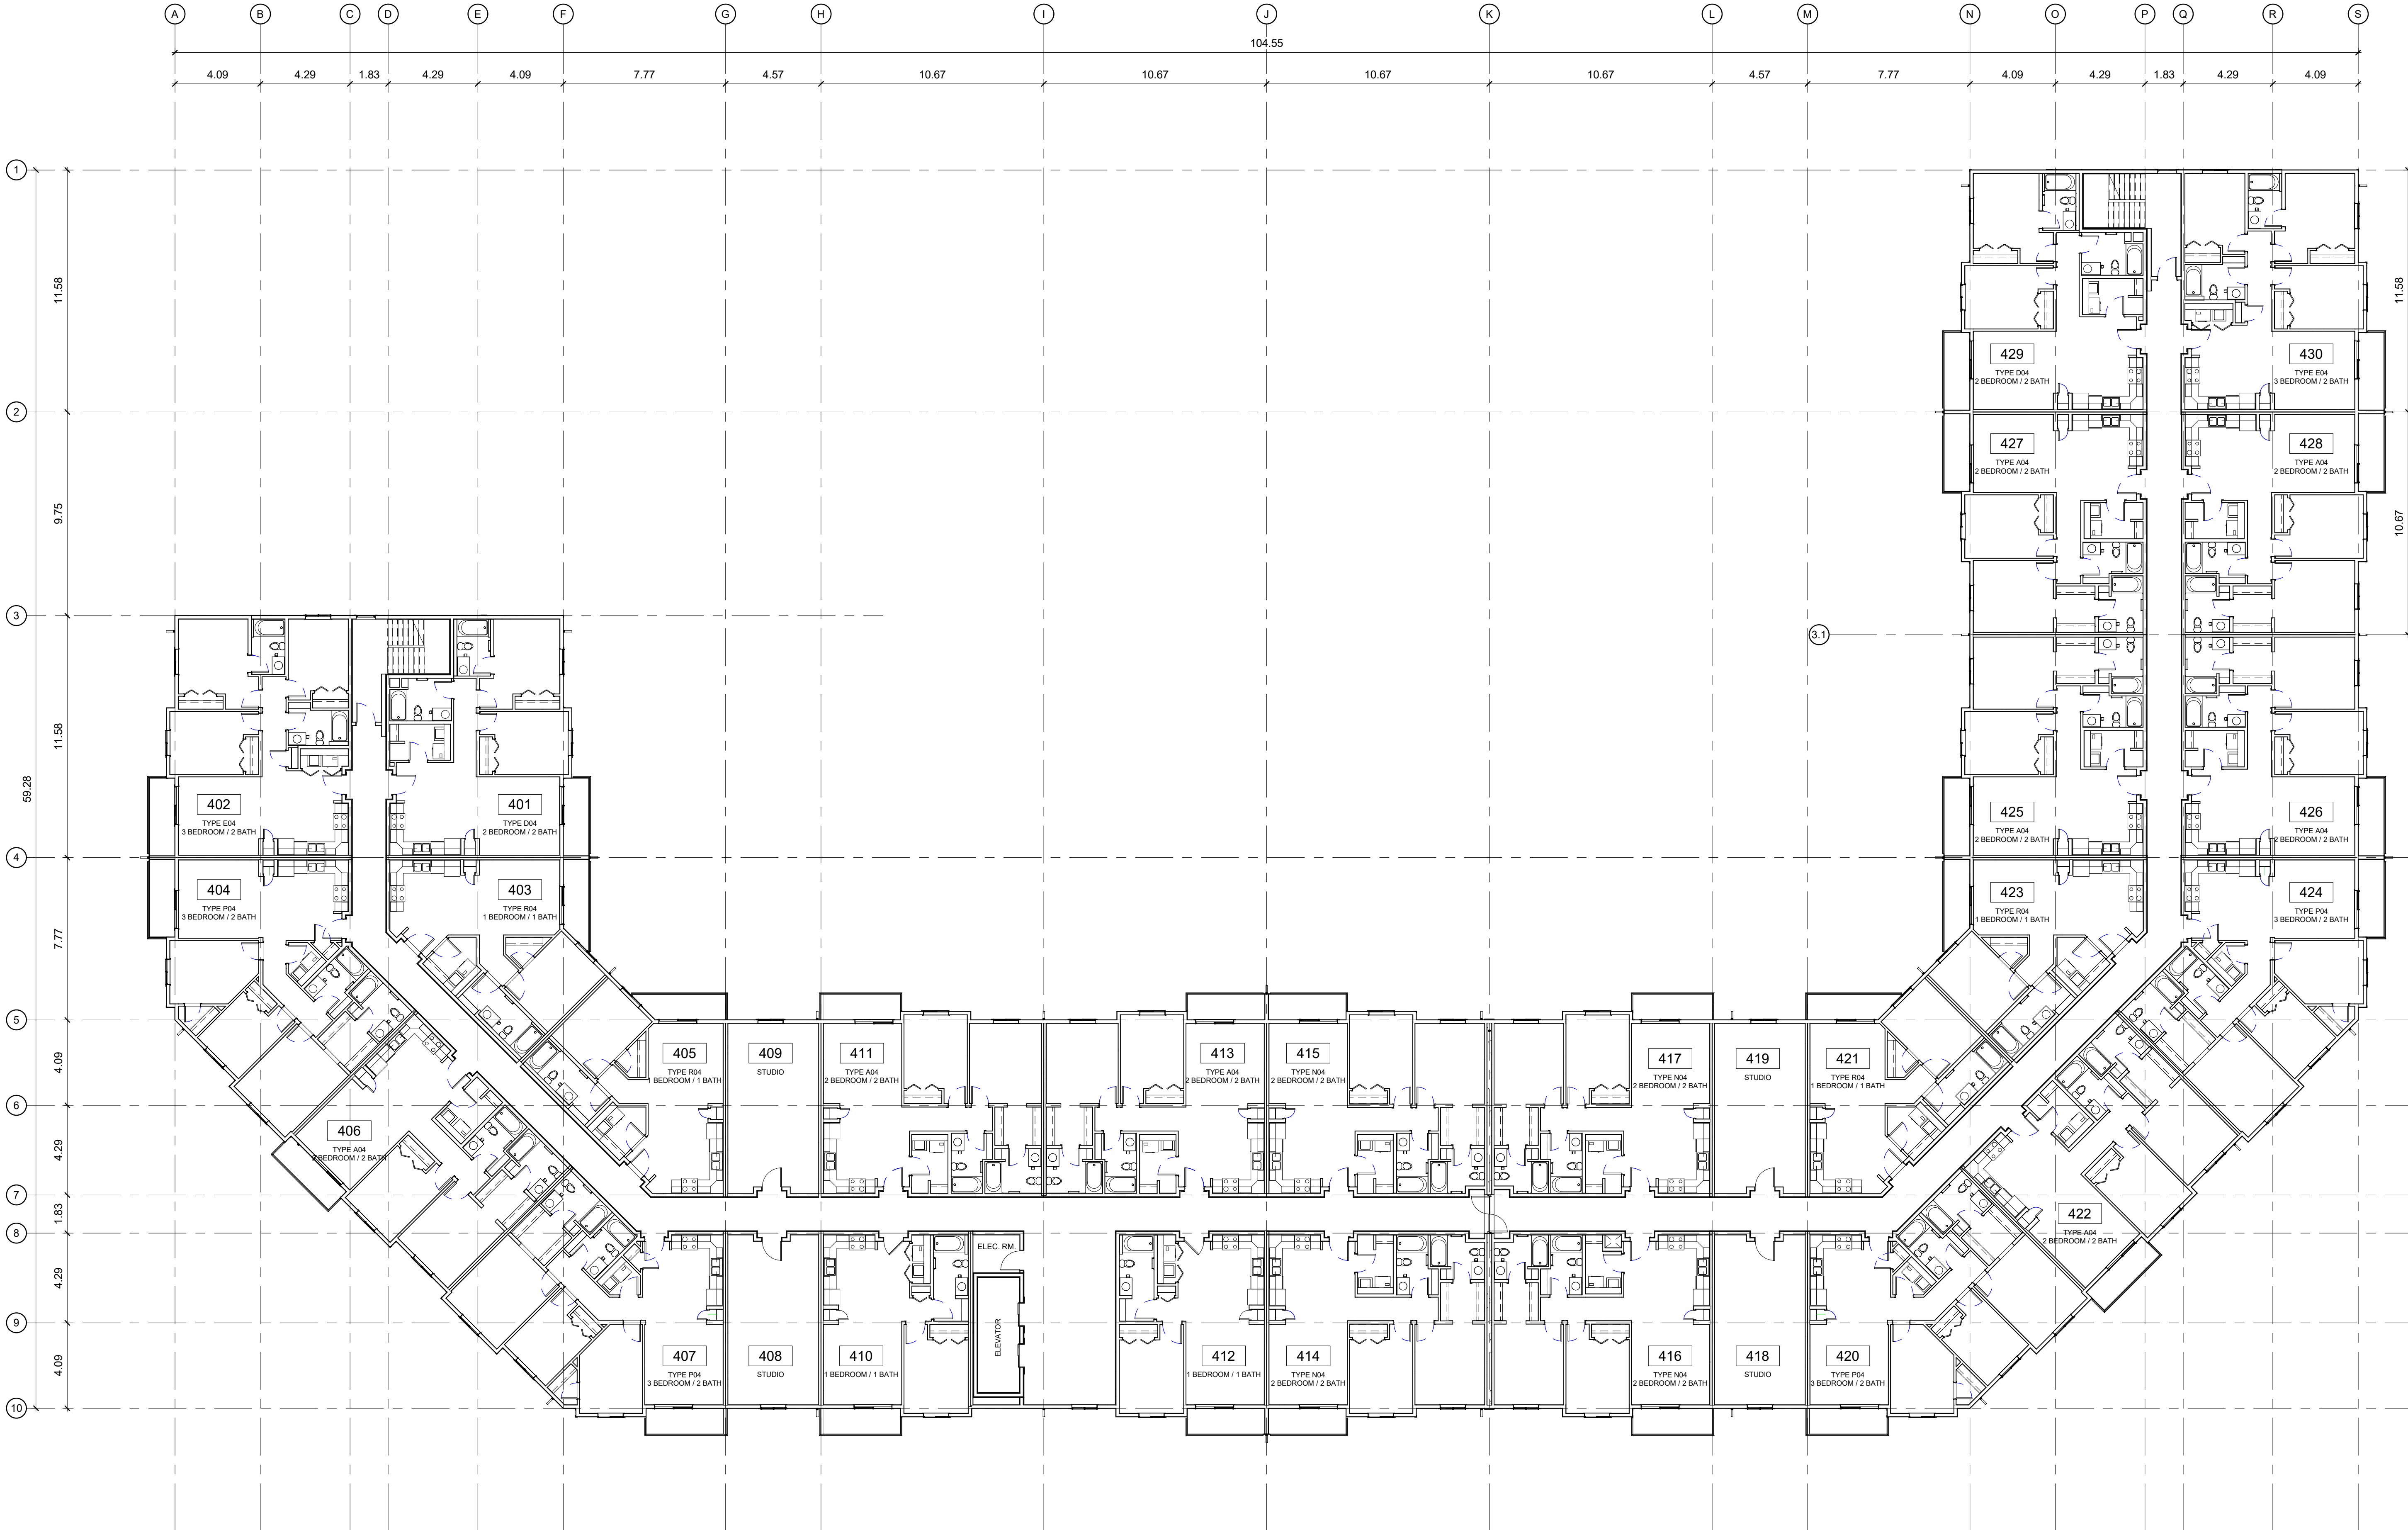 A B C D E F G H I J K L M N O P Q R S
104.55
4.09 4.29 1.83 4.29 4.09 7.77 4.57 10.67 10.67 10.67 10.67 4.57 7.77 4.09 4.29 1.83 4.29 4.09
1
2
3
3.1
4
5
6
7
8
9
10
59.28
11.58
9.75
11.58
7.77
4.09
4.29
1.83
4.29
4.09
11.58
10.67
429
TYPE D04
2 BEDROOM / 2 BATH
430
TYPE E04
3 BEDROOM / 2 BATH
427
TYPE A04
2 BEDROOM / 2 BATH
428
TYPE A04
2 BEDROOM / 2 BATH
402
TYPE E04
3 BEDROOM / 2 BATH
401
TYPE D04
2 BEDROOM / 2 BATH
425
TYPE A04
2 BEDROOM / 2 BATH
426
TYPE A04
2 BEDROOM / 2 BATH
404
TYPE P04
3 BEDROOM / 2 BATH
403
TYPE R04
1 BEDROOM / 1 BATH
423
TYPE R04
1 BEDROOM / 1 BATH
424
TYPE P04
3 BEDROOM / 2 BATH
405
TYPE R04
1 BEDROOM / 1 BATH
409
STUDIO
411
TYPE A04
2 BEDROOM / 2 BATH
413
TYPE A04
2 BEDROOM / 2 BATH
415
TYPE N04
2 BEDROOM / 2 BATH
417
TYPE N04
2 BEDROOM / 2 BATH
419
STUDIO
421
TYPE R04
1 BEDROOM / 1 BATH
406
TYPE A04
2 BEDROOM / 2 BATH
422
TYPE A04
2 BEDROOM / 2 BATH
ELEC. RM.
ELEVATOR
407
TYPE P04
3 BEDROOM / 2 BATH
408
STUDIO
410
1 BEDROOM / 1 BATH
412
1 BEDROOM / 1 BATH
414
TYPE N04
2 BEDROOM / 2 BATH
416
TYPE N04
2 BEDROOM / 2 BATH
418
STUDIO
420
TYPE P04
3 BEDROOM / 2 BATH